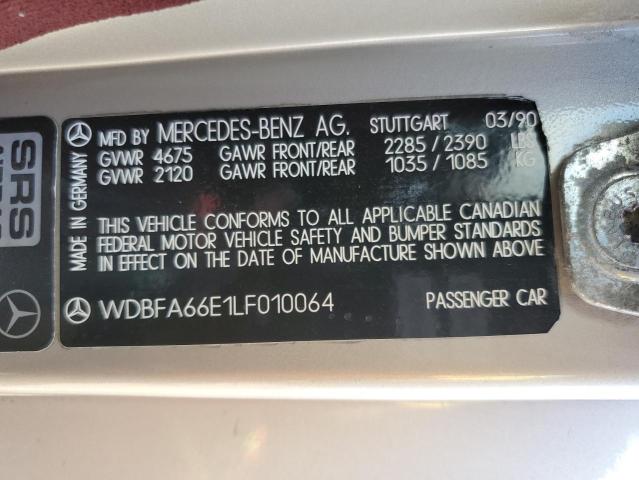 SRS
MADE IN GERMANY
MFD BY MERCEDES-BENZ AG. STUTTGART 03/90
GVWR 4675 GAWR FRONT/REAR 2285/2390 LBS
GVWR 2120 GAWR FRONT/REAR 1035/1085 KG
THIS VEHICLE CONFORMS TO ALL APPLICABLE CANADIAN
FEDERAL MOTOR VEHICLE SAFETY AND BUMPER STANDARDS
IN EFFECT ON THE DATE OF MANUFACTURE SHOWN ABOVE
WDBFA66E1LF010064 PASSENGER CAR